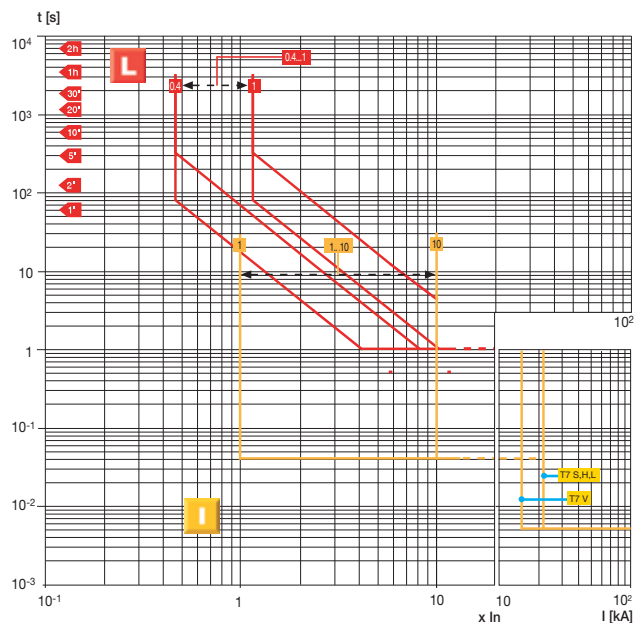 t [s]
10⁴
2h
L
0.4...1
1h
0.4
1
30'
10³
20'
10'
5'
10²
2'
1'
1
1...10
10
10
10²
1
10⁻¹
T7 S,H,L
10⁻²
T7 V
I
10⁻³
10⁻¹
1
10
10
10²
x In
I [kA]